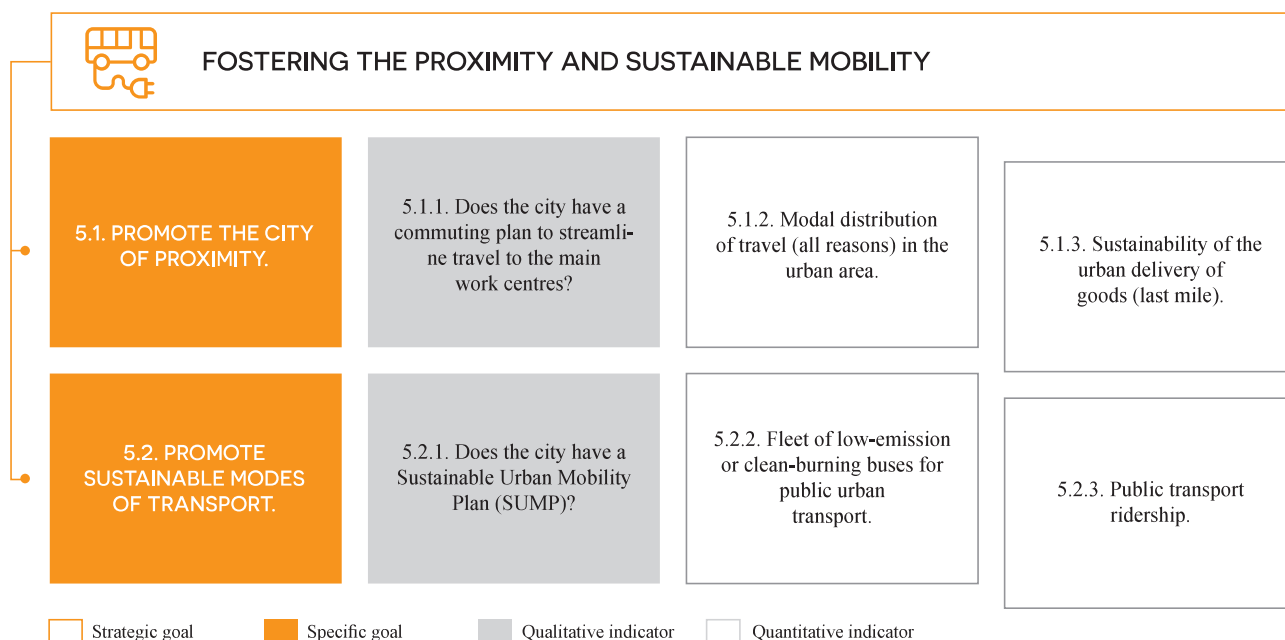 FOSTERING THE PROXIMITY AND SUSTAINABLE MOBILITY
5.1. PROMOTE THE CITY
OF PROXIMITY.
5.1.1. Does the city have a
commuting plan to streamli-
ne travel to the main
work centres?
5.1.2. Modal distribution
of travel (all reasons) in the
urban area.
5.1.3. Sustainability of the
urban delivery of
goods (last mile).
5.2. PROMOTE
SUSTAINABLE MODES
OF TRANSPORT.
5.2.1. Does the city have a
Sustainable Urban Mobility
Plan (SUMP)?
5.2.2. Fleet of low-emission
or clean-burning buses for
public urban
transport.
5.2.3. Public transport
ridership.
Strategic goal
Specific goal
Qualitative indicator
Quantitative indicator